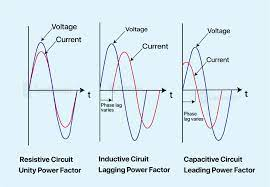 Voltage
Current
t
Resistive Circuit
Unity Power Factor
Voltage
Current
t
Phase lag
varies
Inductive Ciruit
Lagging Power Factor
Voltage
Current
t
Phase lag
varies
Capacitive Circuit
Leading Power Factor